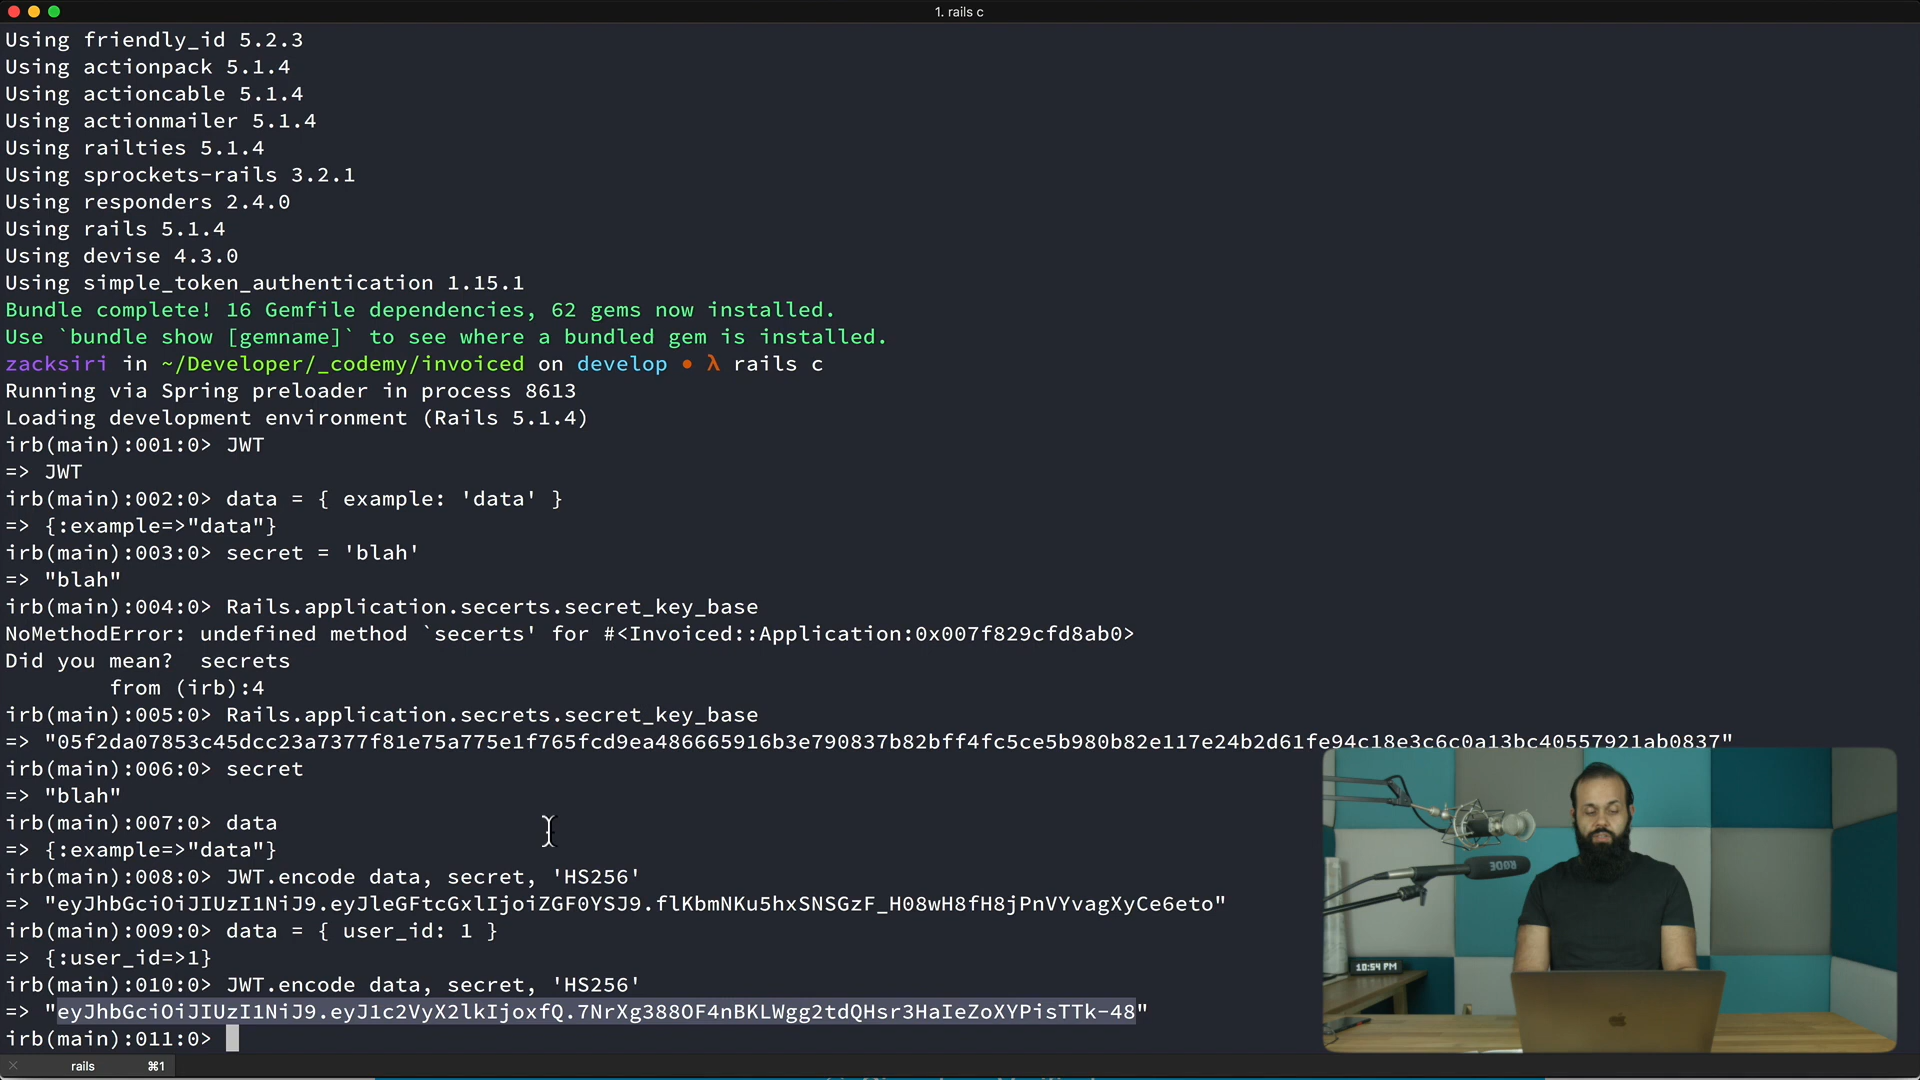 1. rails c
Using friendly_id 5.2.3
Using actionpack 5.1.4
Using actioncable 5.1.4
Using actionmailer 5.1.4
Using railties 5.1.4
Using sprockets-rails 3.2.1
Using responders 2.4.0
Using rails 5.1.4
Using devise 4.3.0
Using simple_token_authentication 1.15.1
Bundle complete! 16 Gemfile dependencies, 62 gems now installed.
Use `bundle show [gemname]` to see where a bundled gem is installed.
zacksiri in ~/Developer/_codemy/invoiced on develop • λ rails c
Running via Spring preloader in process 8613
Loading development environment (Rails 5.1.4)
irb(main):001:0> JWT
=> JWT
irb(main):002:0> data = { example: 'data' }
=> {:example=>"data"}
irb(main):003:0> secret = 'blah'
=> "blah"
irb(main):004:0> Rails.application.secerts.secret_key_base
NoMethodError: undefined method `secerts' for #<Invoiced::Application:0x007f829cfd8ab0>
Did you mean?  secrets
        from (irb):4
irb(main):005:0> Rails.application.secrets.secret_key_base
=> "05f2da07853c45dcc23a7377f81e75a775e1f765fcd9ea486665916b3e790837b82bff4fc5ce5b980b82e117e24b2d61fe94c18e3c6c0a13bc40557921ab0837"
irb(main):006:0> secret
=> "blah"
irb(main):007:0> data
=> {:example=>"data"}
irb(main):008:0> JWT.encode data, secret, 'HS256'
=> "eyJhbGciOiJIUzI1NiJ9.eyJleGFtcGxlIjoiZGF0YSJ9.flKbmNKu5hxSNSGzF_H08wH8fH8jPnVYvagXyCe6eto"
irb(main):009:0> data = { user_id: 1 }
=> {:user_id=>1}
irb(main):010:0> JWT.encode data, secret, 'HS256'
=> "eyJhbGciOiJIUzI1NiJ9.eyJ1c2VyX2lkIjoxfQ.7NrXg388OF4nBKLWgg2tdQHsr3HaIeZoXYPisTTk-48"
irb(main):011:0>
RØDE
10:54 PM
rails ⌘1